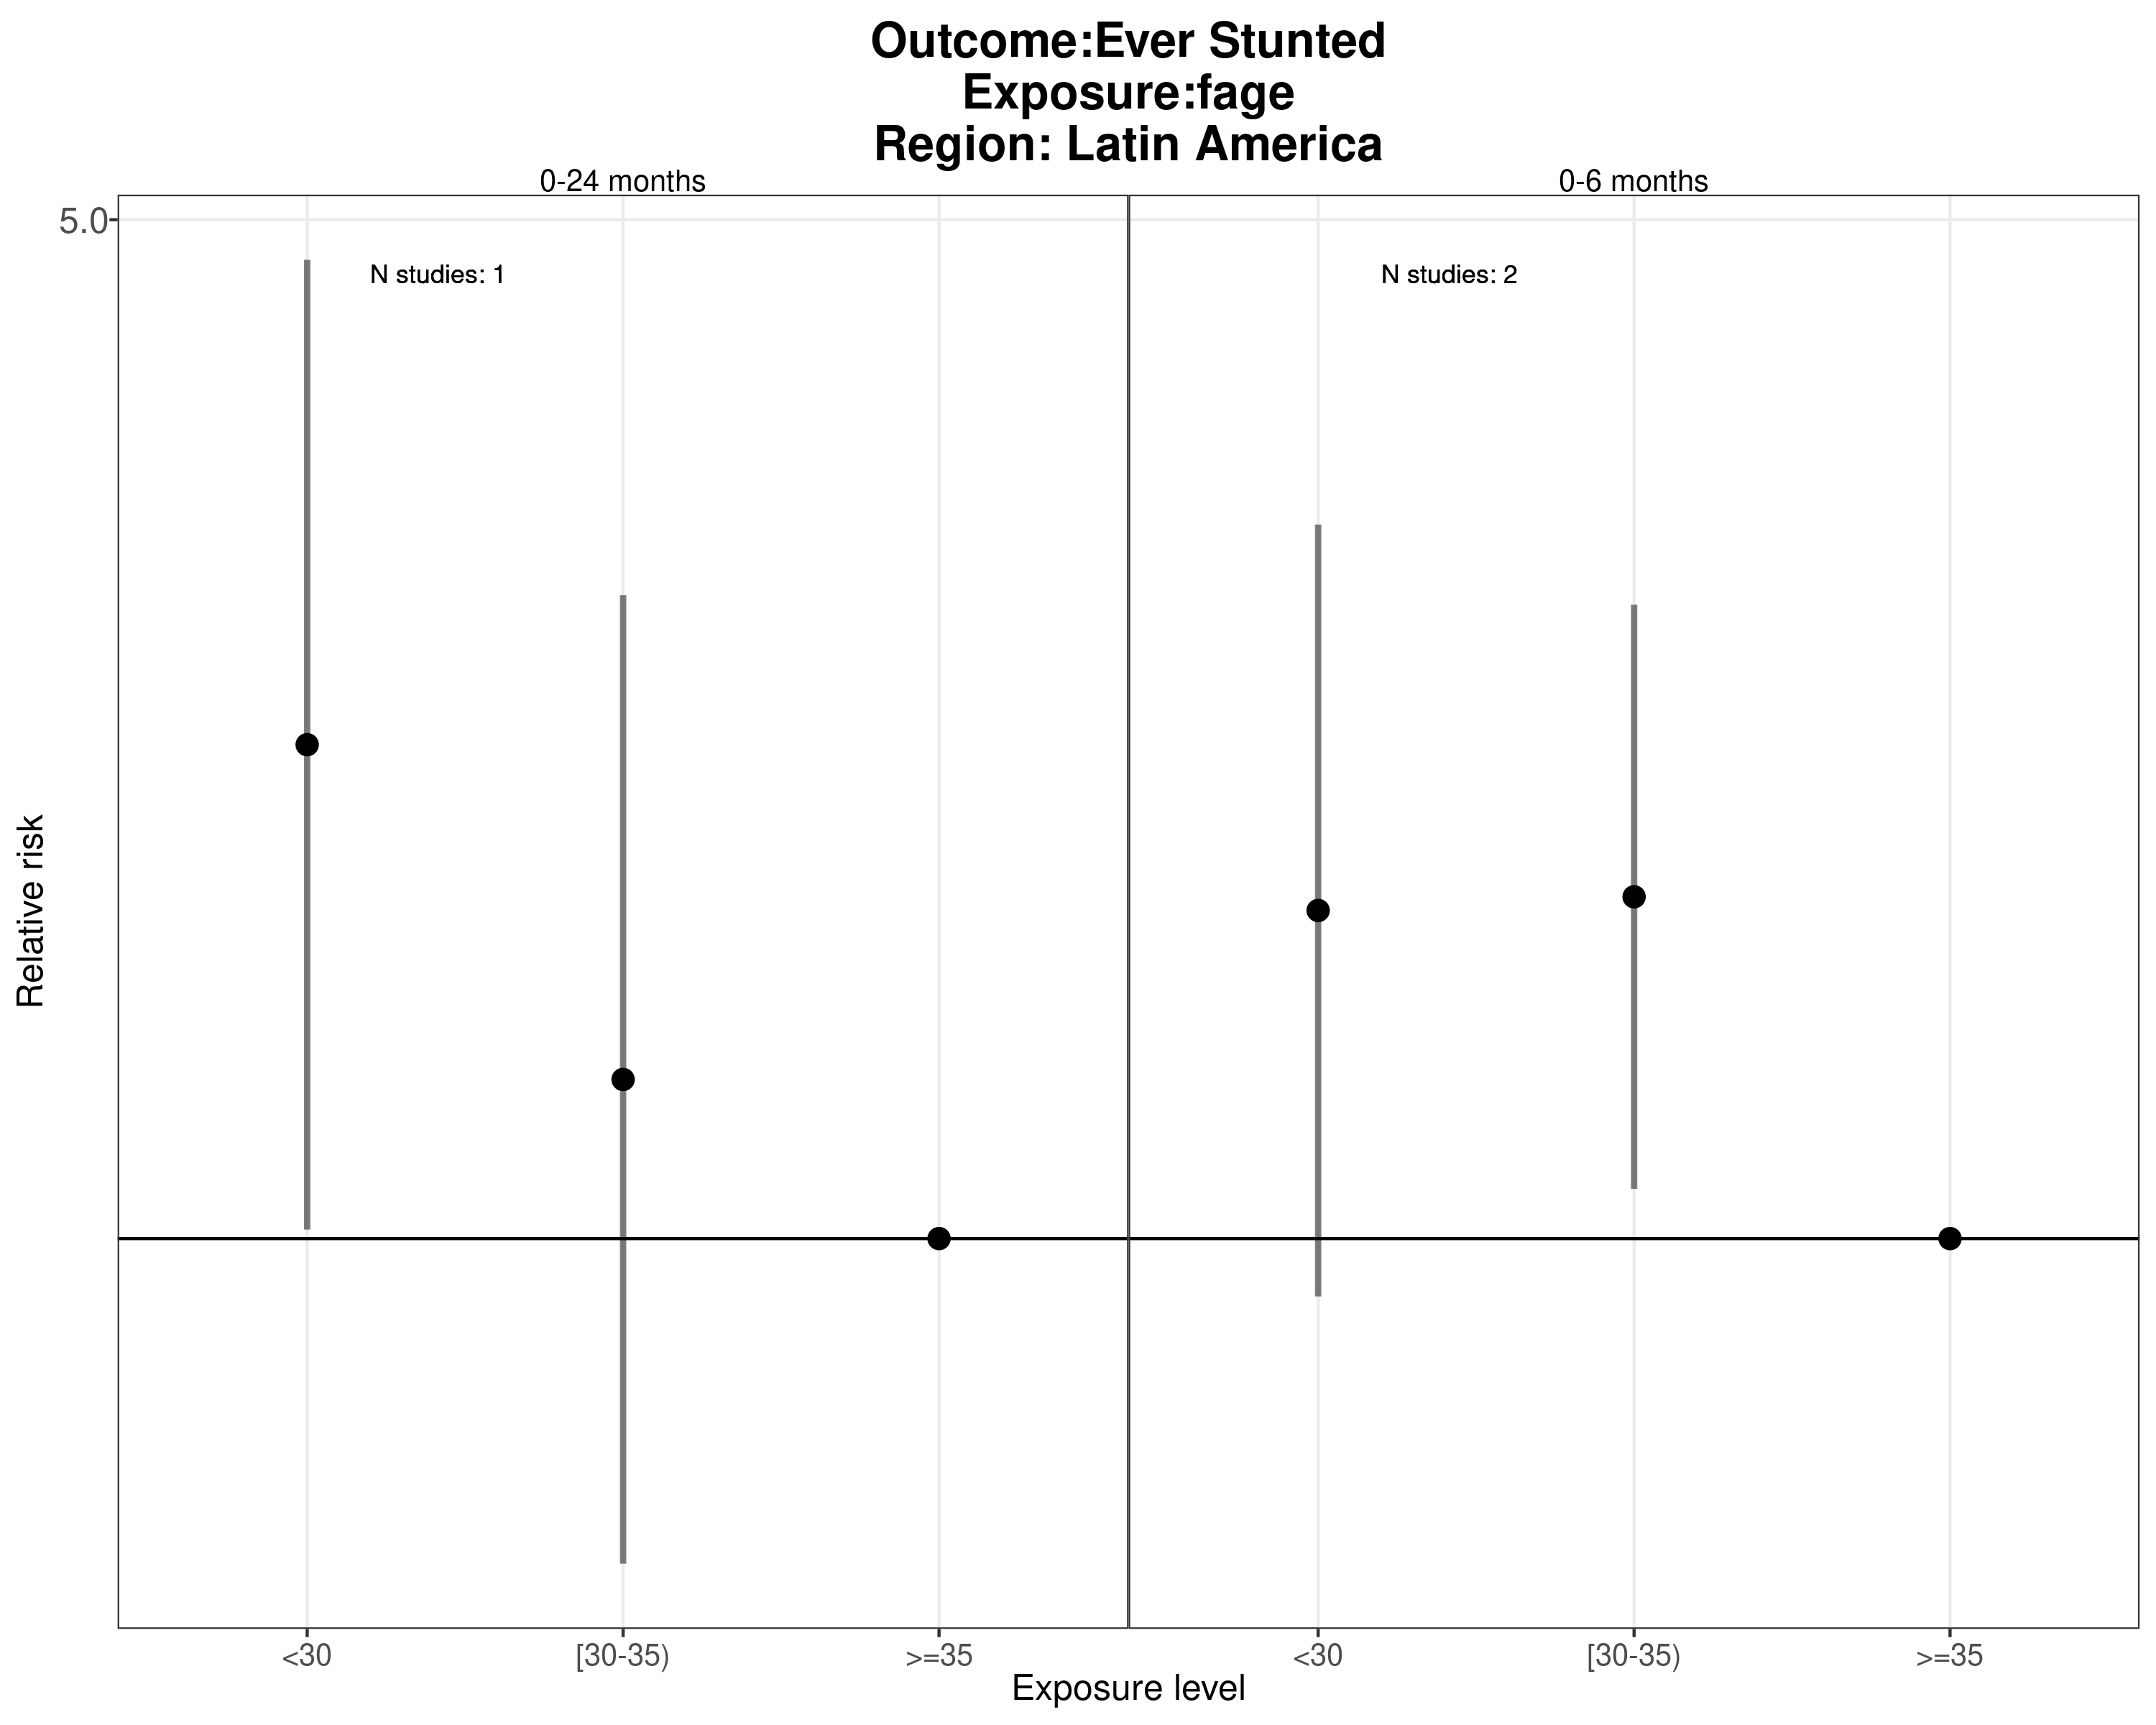 Outcome:Ever Stunted
Exposure:fage
Region: Latin America
0-24 months
0-6 months
5.0
N studies: 1
N studies: 2
Relative risk
<30
[30-35)
>=35
<30
[30-35)
>=35
Exposure level